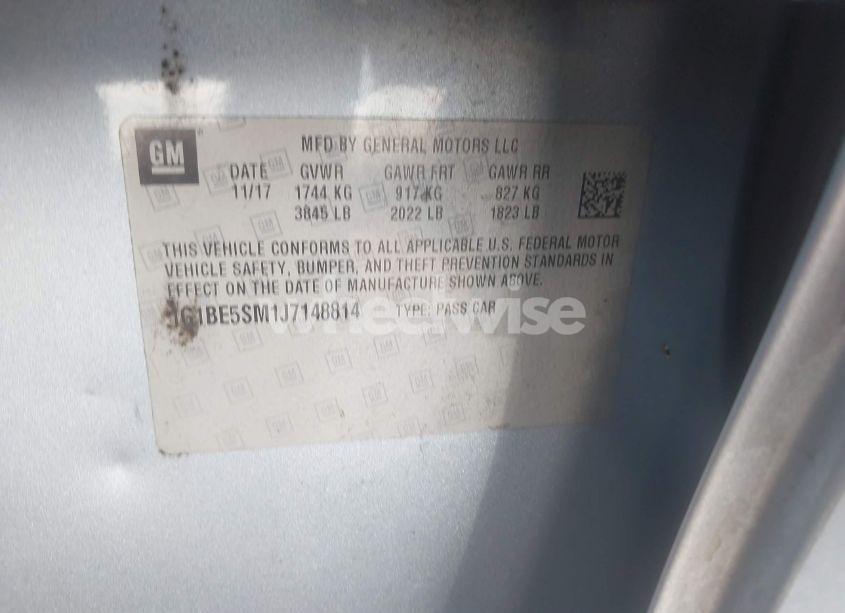 GM
MFD BY GENERAL MOTORS LLC
DATE GVWR GAWR FRT GAWR RR
11/17 1744 KG 917 KG 827 KG
3845 LB 2022 LB 1823 LB
THIS VEHICLE CONFORMS TO ALL APPLICABLE U.S. FEDERAL MOTOR
VEHICLE SAFETY, BUMPER, AND THEFT PREVENTION STANDARDS IN
EFFECT ON THE DATE OF MANUFACTURE SHOWN ABOVE.
1G1BE5SM1J7148814 TYPE: PASS CAR
wheelwise